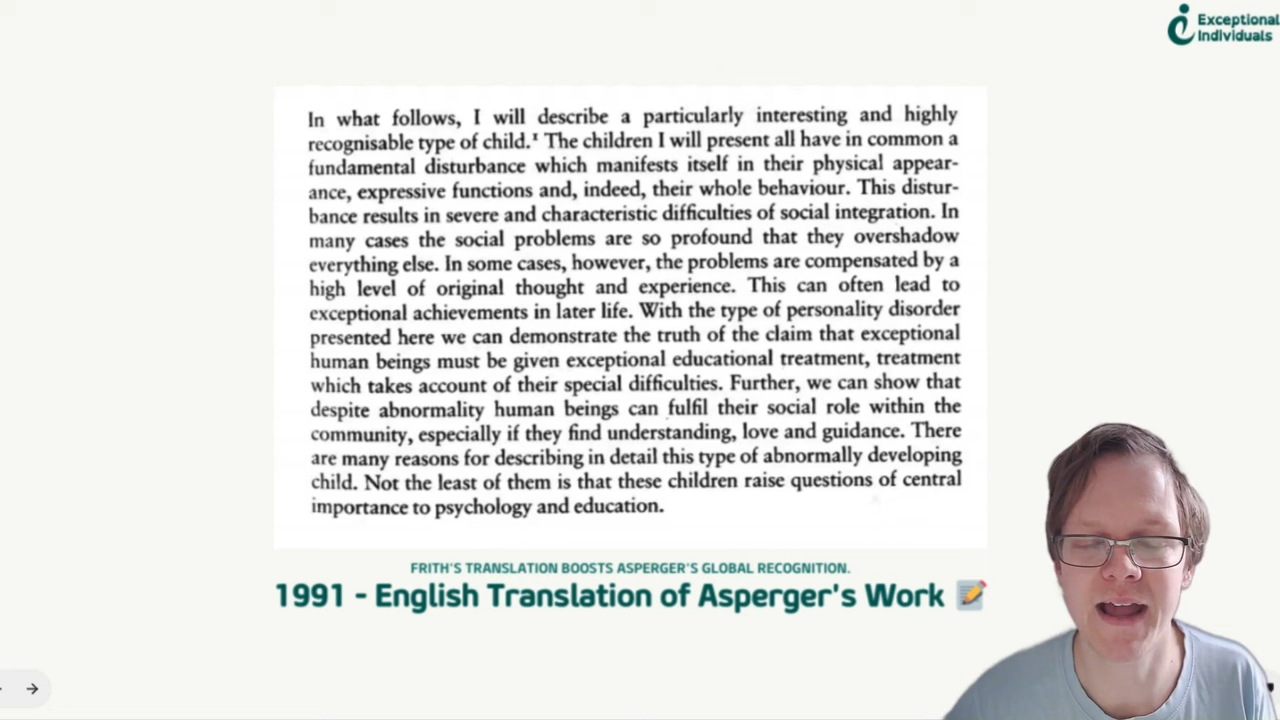 Exceptional
Individuals
In what follows, I will describe a particularly interesting and highly
recognisable type of child.¹ The children I will present all have in common a
fundamental disturbance which manifests itself in their physical appear-
ance, expressive functions and, indeed, their whole behaviour. This distur-
bance results in severe and characteristic difficulties of social integration. In
many cases the social problems are so profound that they overshadow
everything else. In some cases, however, the problems are compensated by a
high level of original thought and experience. This can often lead to
exceptional achievements in later life. With the type of personality disorder
presented here we can demonstrate the truth of the claim that exceptional
human beings must be given exceptional educational treatment, treatment
which takes account of their special difficulties. Further, we can show that
despite abnormality human beings can fulfil their social role within the
community, especially if they find understanding, love and guidance. There
are many reasons for describing in detail this type of abnormally developing
child. Not the least of them is that these children raise questions of central
importance to psychology and education.
FRITH'S TRANSLATION BOOSTS ASPERGER'S GLOBAL RECOGNITION.
1991 - English Translation of Asperger's Work